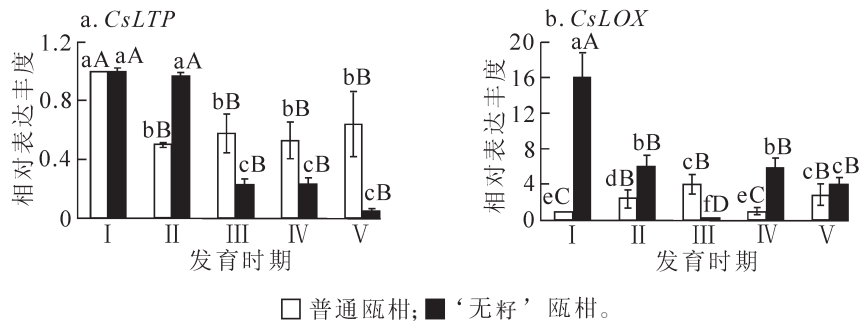 a. CsLTP
相对表达丰度
1.2
0.8
0.4
0
aA aA
bB aA
bB cB
bB cB
bB cB
I II III IV V
发育时期
b. CsLOX
相对表达丰度
20
16
12
8
4
0
eC aA
dB bB
cB fD
eC bB
cB cB
I II III IV V
发育时期
普通瓯柑; ‘无籽’ 瓯柑。